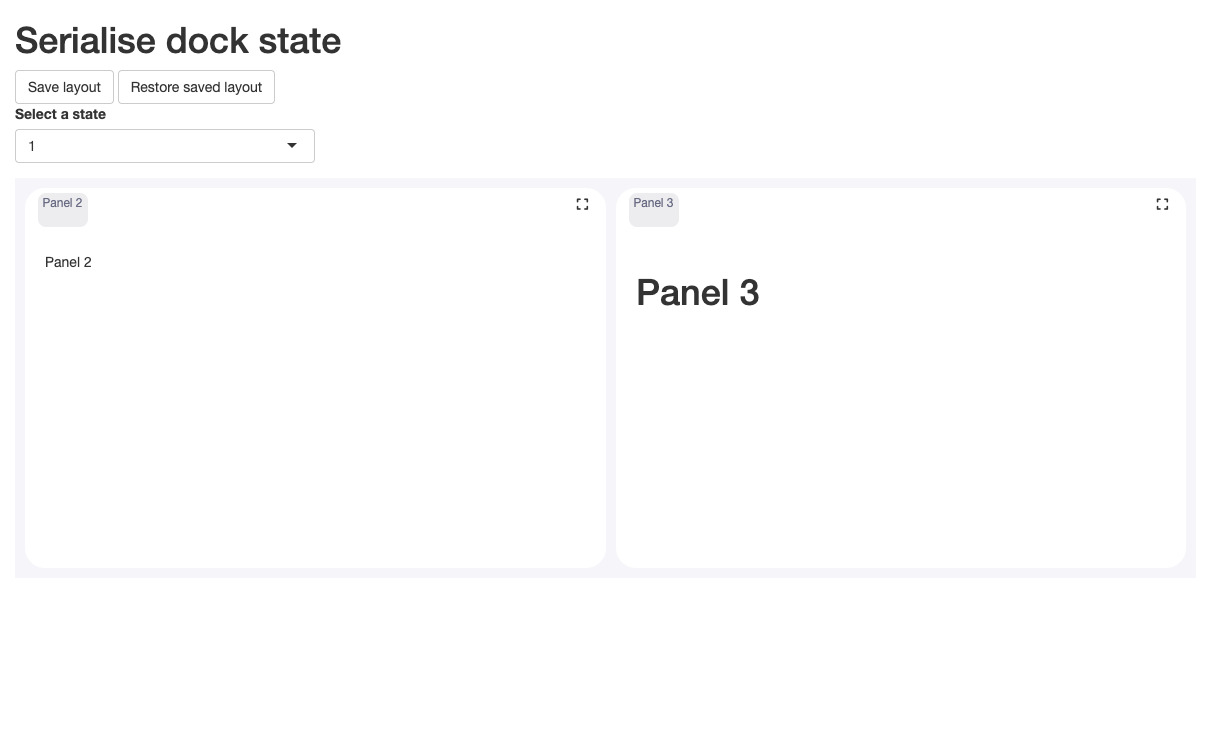 Serialise dock state
Save layout
Restore saved layout
Select a state
1
Panel 2
Panel 3
Panel 2
Panel 3